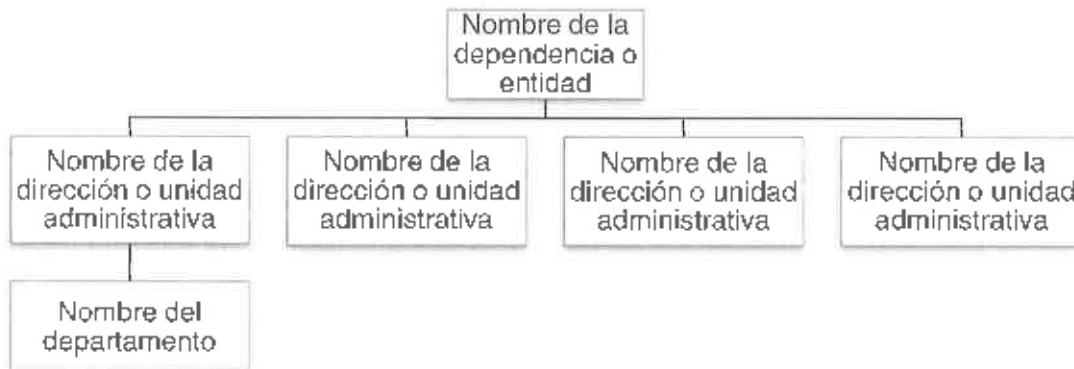 Nombre de la
dependencia o
entidad
Nombre de la
dirección o unidad
administrativa
Nombre de la
dirección o unidad
administrativa
Nombre de la
dirección o unidad
administrativa
Nombre de la
dirección o unidad
administrativa
Nombre del
departamento